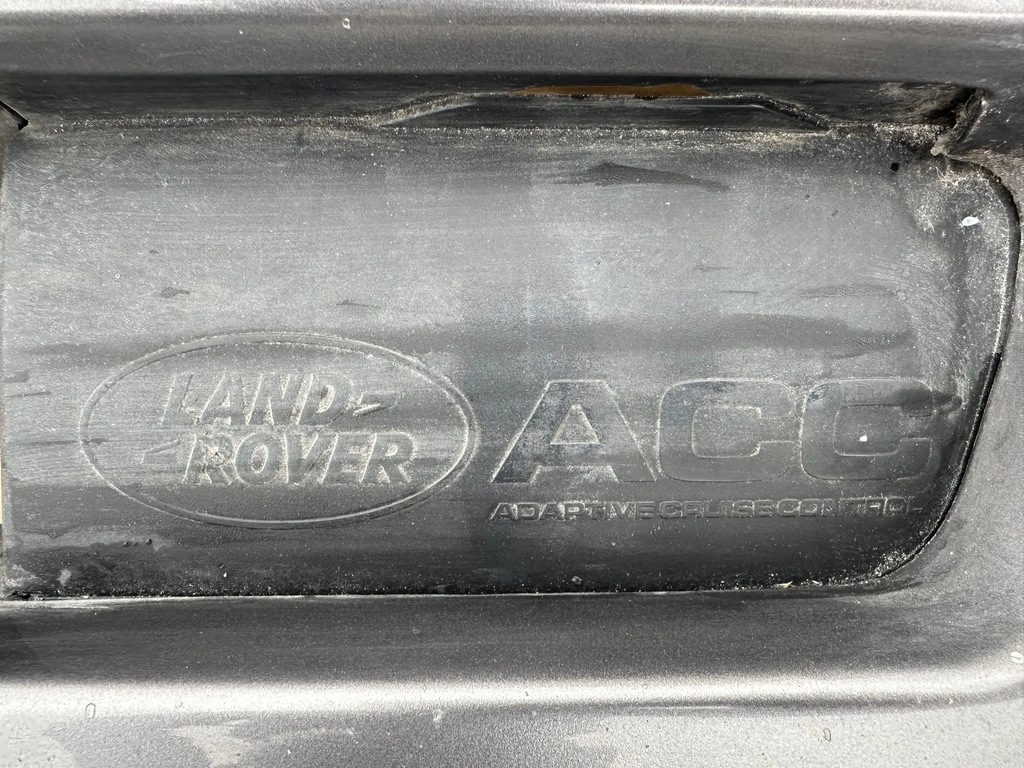 LAND-
ROVER
ACC
ADAPTIVE CRUISE CONTROL